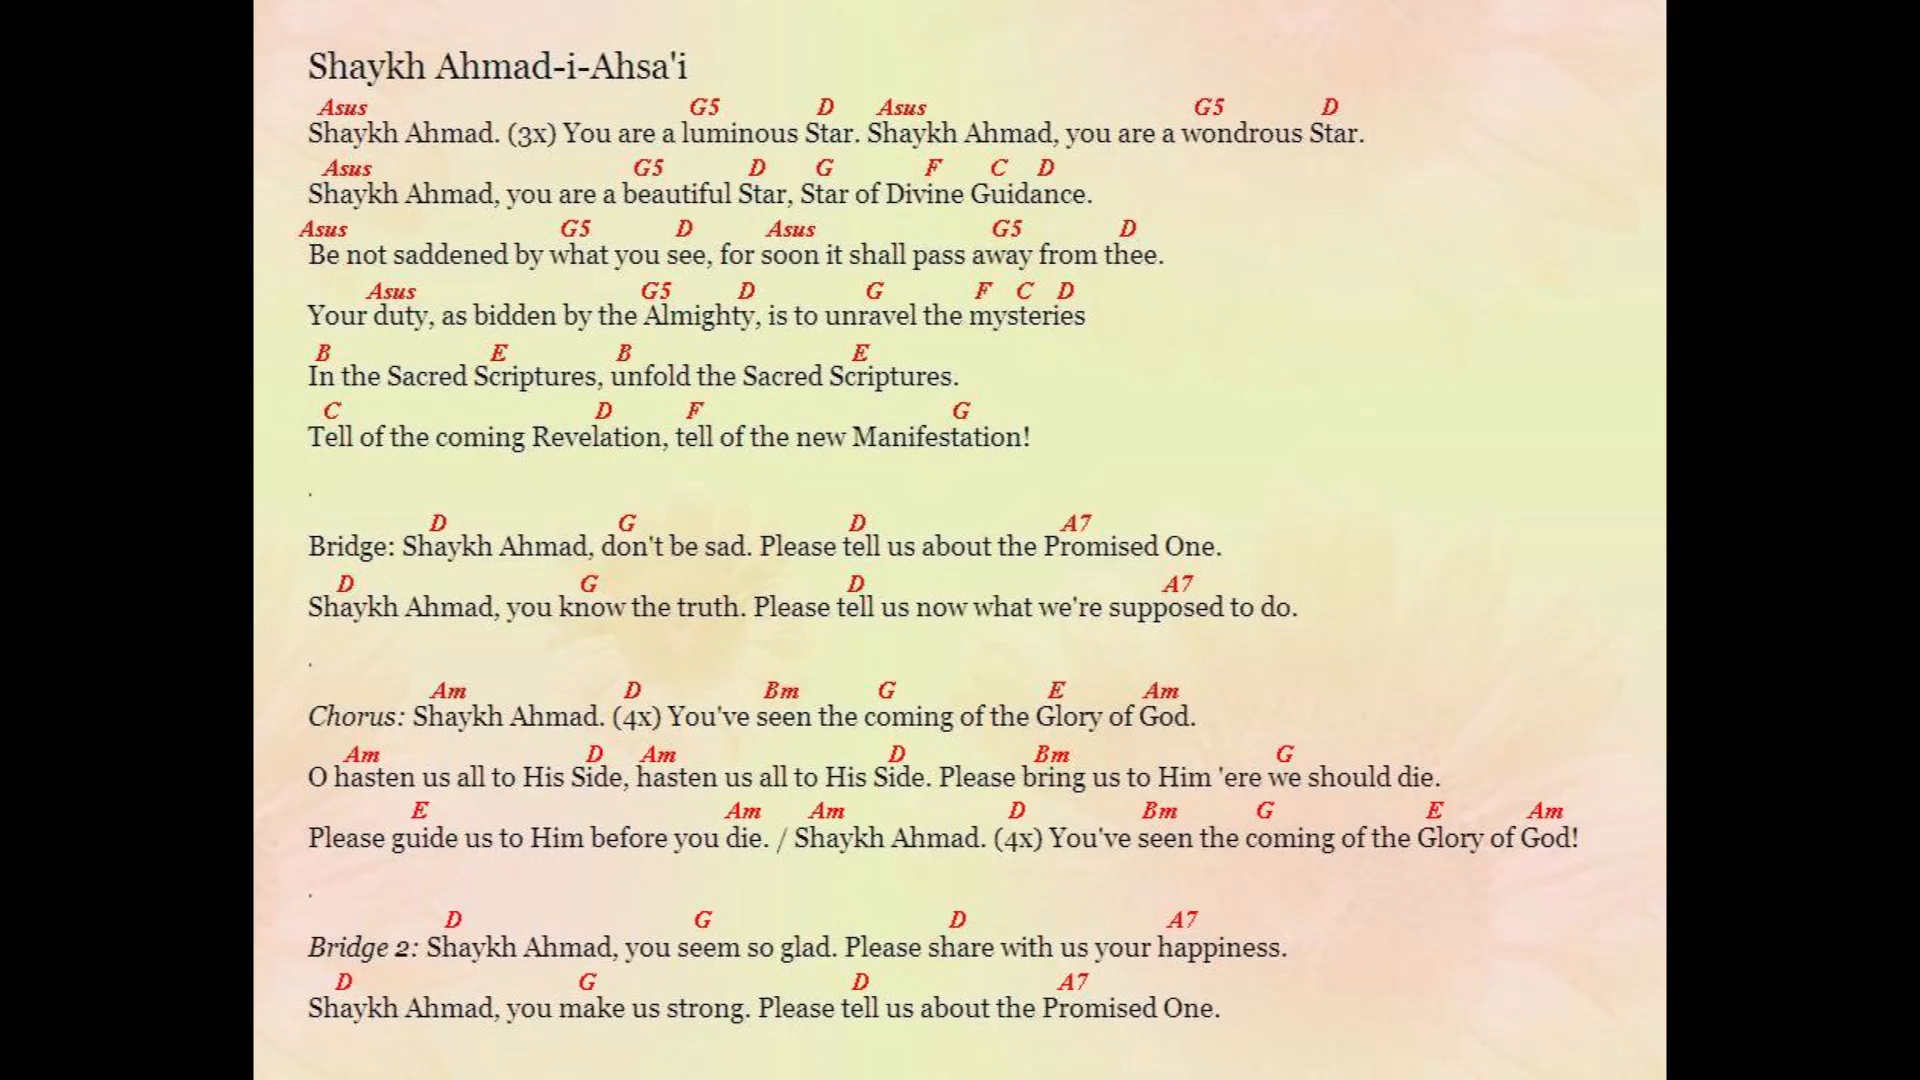 Shaykh Ahmad-i-Ahsa'i
Asus G5 D Asus G5 D
Shaykh Ahmad. (3x) You are a luminous Star. Shaykh Ahmad, you are a wondrous Star.
Asus G5 D G F C D
Shaykh Ahmad, you are a beautiful Star, Star of Divine Guidance.
Asus G5 D Asus G5 D
Be not saddened by what you see, for soon it shall pass away from thee.
Asus G5 D G F C D
Your duty, as bidden by the Almighty, is to unravel the mysteries
B E B E
In the Sacred Scriptures, unfold the Sacred Scriptures.
C D F G
Tell of the coming Revelation, tell of the new Manifestation!
.
D G D A7
Bridge: Shaykh Ahmad, don't be sad. Please tell us about the Promised One.
D G D A7
Shaykh Ahmad, you know the truth. Please tell us now what we're supposed to do.
.
Am D Bm G E Am
Chorus: Shaykh Ahmad. (4x) You've seen the coming of the Glory of God.
Am D Am D Bm G
O hasten us all to His Side, hasten us all to His Side. Please bring us to Him 'ere we should die.
E Am Am D Bm G E Am
Please guide us to Him before you die. / Shaykh Ahmad. (4x) You've seen the coming of the Glory of God!
.
D G D A7
Bridge 2: Shaykh Ahmad, you seem so glad. Please share with us your happiness.
D G D A7
Shaykh Ahmad, you make us strong. Please tell us about the Promised One.